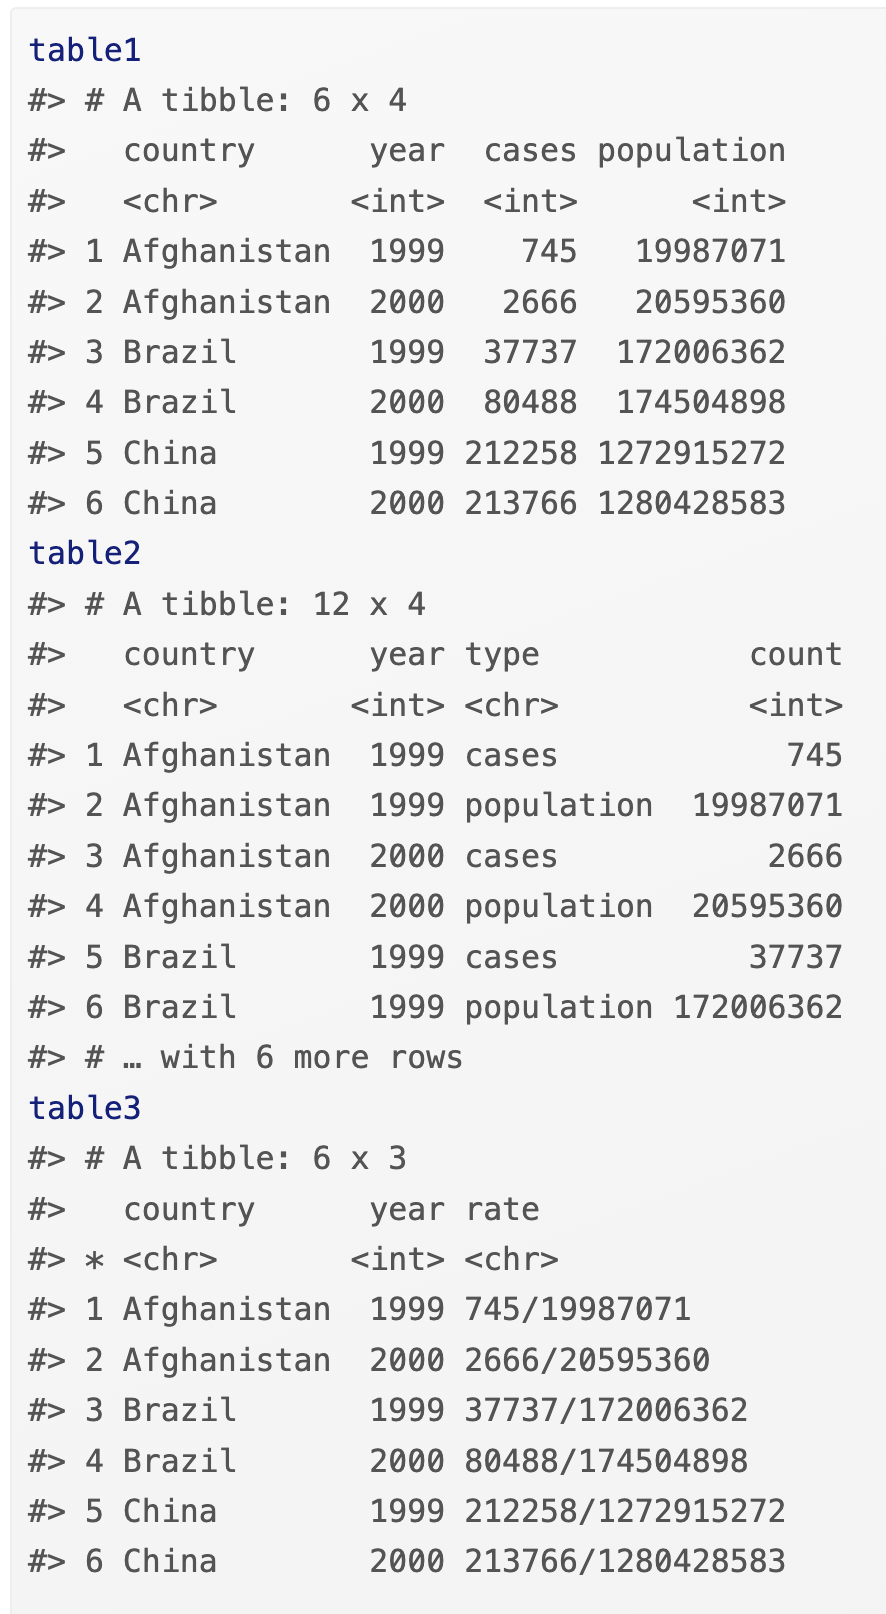 table1
#> # A tibble: 6 x 4
#>   country      year  cases population
#>   <chr>       <int>  <int>      <int>
#> 1 Afghanistan  1999    745   19987071
#> 2 Afghanistan  2000   2666   20595360
#> 3 Brazil       1999  37737  172006362
#> 4 Brazil       2000  80488  174504898
#> 5 China        1999 212258 1272915272
#> 6 China        2000 213766 1280428583
table2
#> # A tibble: 12 x 4
#>   country      year type           count
#>   <chr>       <int> <chr>          <int>
#> 1 Afghanistan  1999 cases            745
#> 2 Afghanistan  1999 population  19987071
#> 3 Afghanistan  2000 cases           2666
#> 4 Afghanistan  2000 population  20595360
#> 5 Brazil       1999 cases          37737
#> 6 Brazil       1999 population 172006362
#> # … with 6 more rows
table3
#> # A tibble: 6 x 3
#>   country      year rate
#> * <chr>       <int> <chr>
#> 1 Afghanistan  1999 745/19987071
#> 2 Afghanistan  2000 2666/20595360
#> 3 Brazil       1999 37737/172006362
#> 4 Brazil       2000 80488/174504898
#> 5 China        1999 212258/1272915272
#> 6 China        2000 213766/1280428583